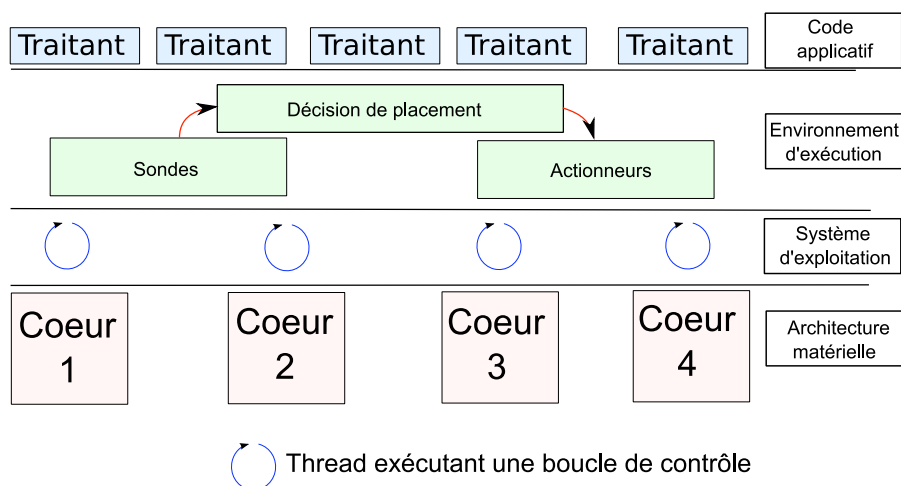 Traitant Traitant Traitant Traitant Traitant
Code
applicatif
Décision de placement
Sondes
Actionneurs
Environnement
d'exécution
Système
d'exploitation
Coeur
1
Coeur
2
Coeur
3
Coeur
4
Architecture
matérielle
Thread exécutant une boucle de contrôle